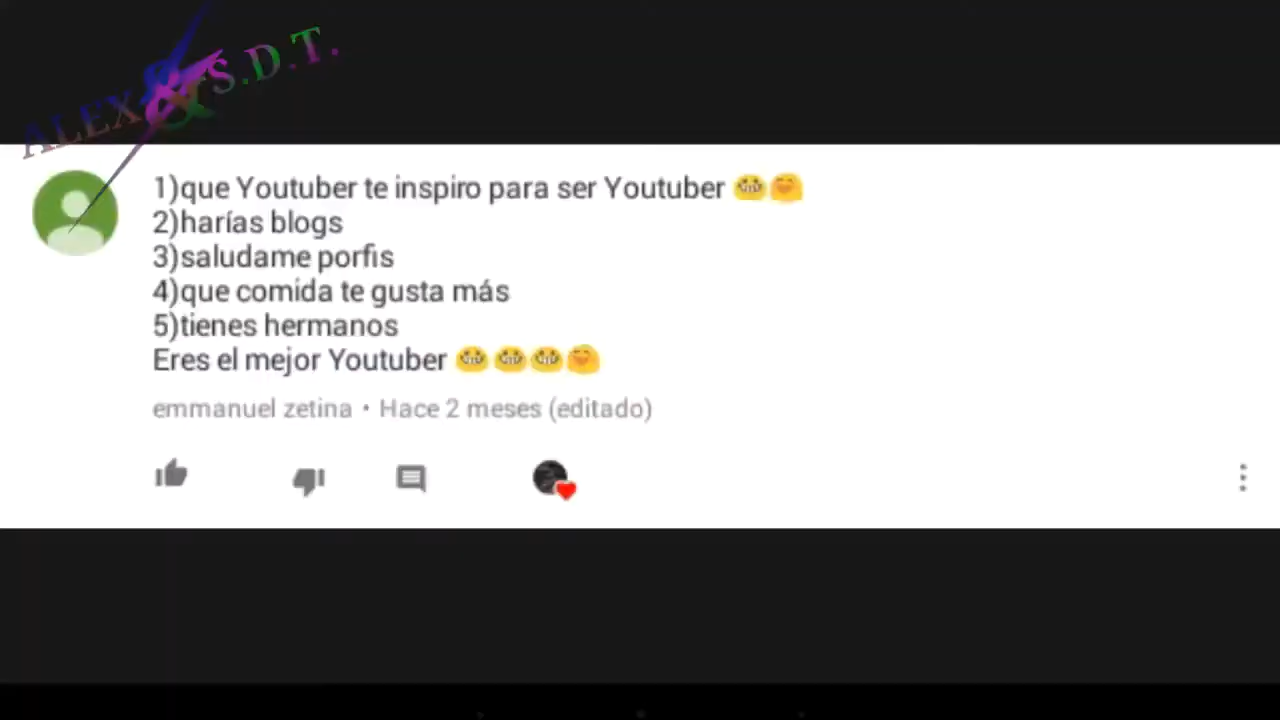 ALEX & S.D.T.
1)que Youtuber te inspiro para ser Youtuber 😁😊
2)harías blogs
3)saludame porfis
4)que comida te gusta más
5)tienes hermanos
Eres el mejor Youtuber 😁😁😁😊
emmanuel zetina • Hace 2 meses (editado)